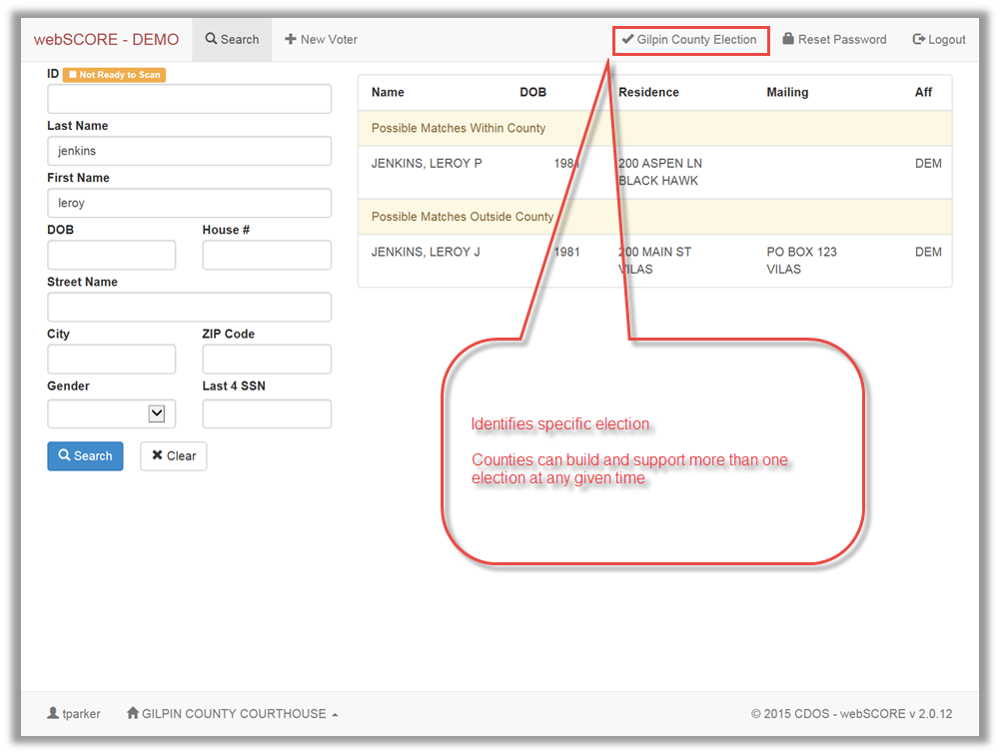 webSCORE - DEMO Search New Voter Gilpin County Election Reset Password Logout
ID Not Ready to Scan
Last Name
jenkins
First Name
leroy
DOB House #
Street Name
City ZIP Code
Gender Last 4 SSN
Search Clear
Name DOB Residence Mailing Aff
Possible Matches Within County
JENKINS, LEROY P 1981 200 ASPEN LN DEM
BLACK HAWK
Possible Matches Outside County
JENKINS, LEROY J 1981 200 MAIN ST PO BOX 123 DEM
VILAS VILAS
Identifies specific election
Counties can build and support more than one
election at any given time
tparker GILPIN COUNTY COURTHOUSE © 2015 CDOS - webSCORE v 2.0.12